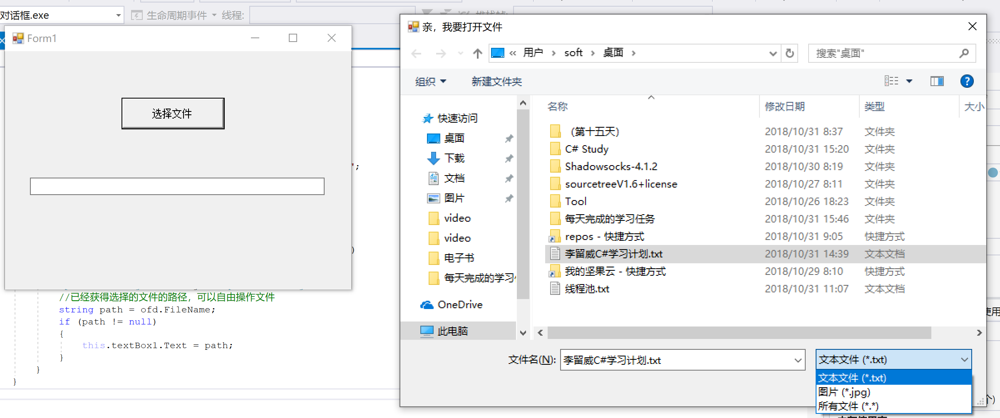 对话框.exe
生命周期事件
线程:
Form1
选择文件
";
)
//已经获得选择的文件的路径，可以自由操作文件
string path = ofd.FileName;
if (path != null)
{
this.textBox1.Text = path;
}
}
}
亲，我要打开文件
« 用户 › soft › 桌面 ›
搜索"桌面"
组织
新建文件夹
快速访问
桌面
下载
文档
图片
video
video
电子书
每天完成的学习
OneDrive
此电脑
名称 修改日期 类型 大小
(第十五天) 2018/10/31 8:37 文件夹
C# Study 2018/10/31 15:20 文件夹
Shadowsocks-4.1.2 2018/10/30 8:19 文件夹
sourcetreeV1.6+license 2018/10/27 8:11 文件夹
Tool 2018/10/26 18:23 文件夹
每天完成的学习任务 2018/10/31 15:46 文件夹
repos - 快捷方式 2018/10/31 9:05 快捷方式
李留威C#学习计划.txt 2018/10/31 14:39 文本文档
我的坚果云 - 快捷方式 2018/10/29 8:10 快捷方式
线程池.txt 2018/10/31 11:07 文本文档
文件名(N): 李留威C#学习计划.txt
文本文件 (*.txt)
文本文件 (*.txt)
图片 (*.jpg)
所有文件 (*.*)
使用
个)